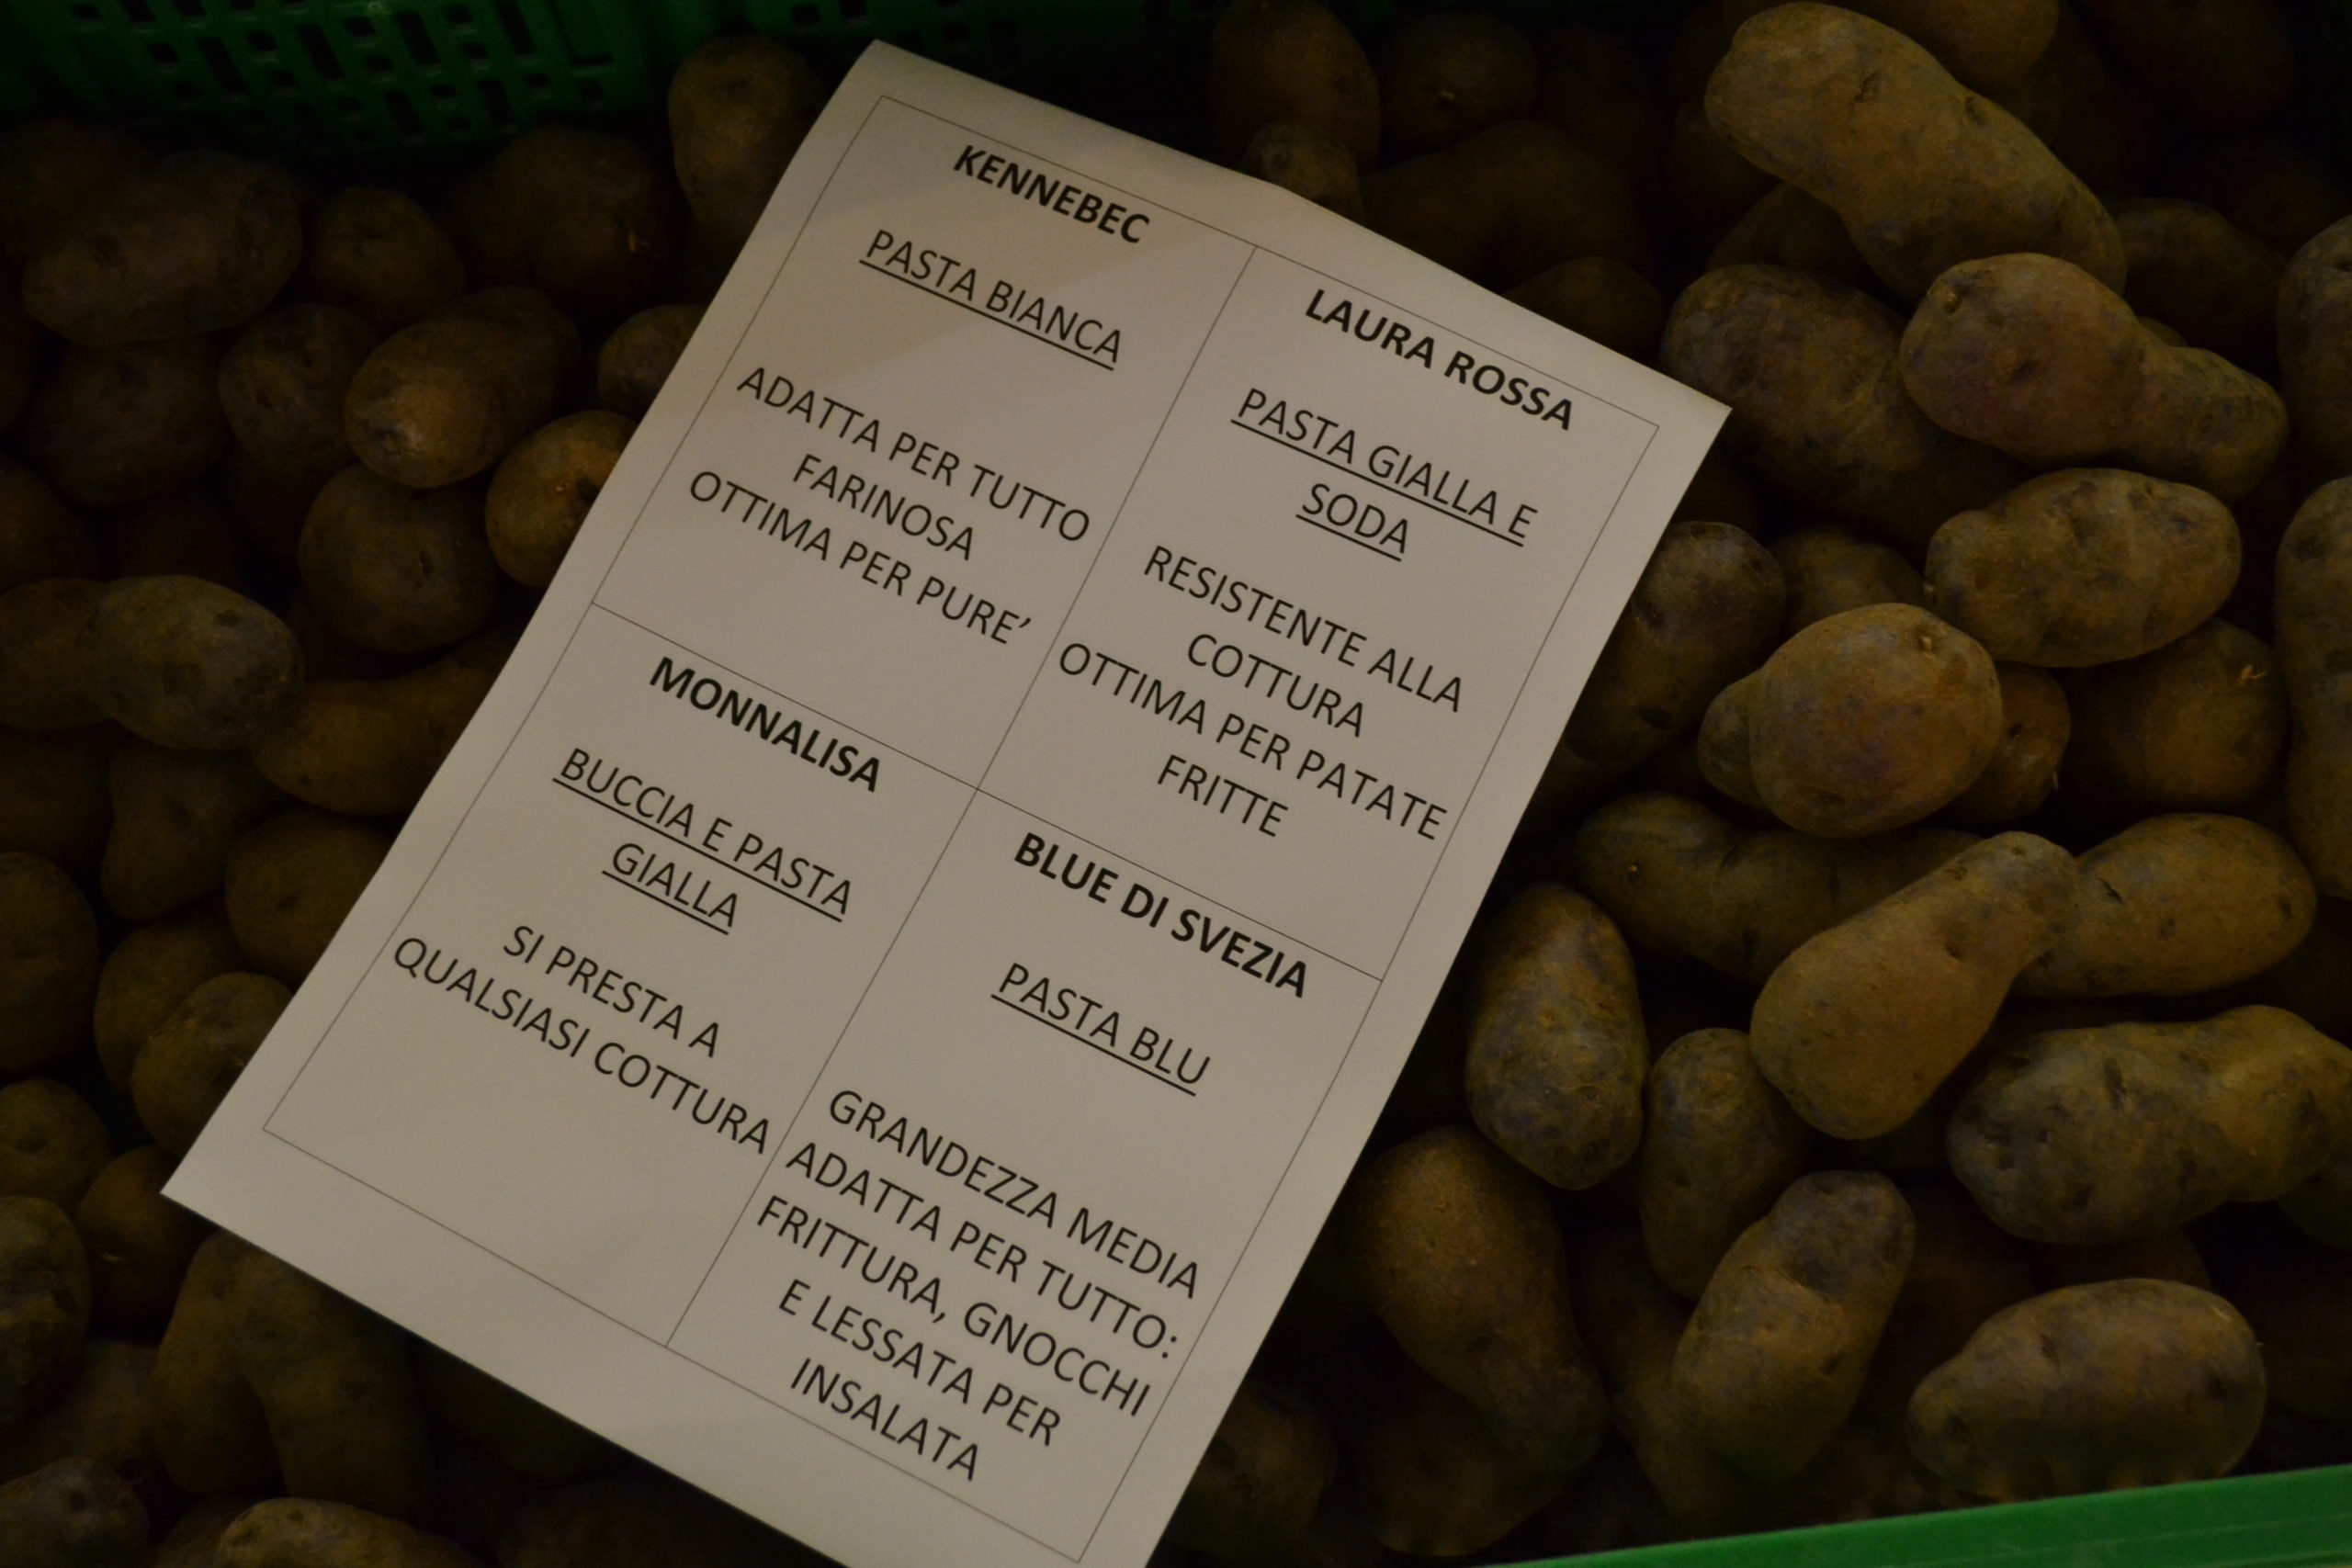 KENNEBEC
PASTA BIANCA
ADATTA PER TUTTO
FARINOSA
OTTIMA PER PURE’
LAURA ROSSA
PASTA GIALLA E
SODA
RESISTENTE ALLA
COTTURA
OTTIMA PER PATATE
FRITTE
MONNALISA
BUCCIA E PASTA
GIALLA
SI PRESTA A
QUALSIASI COTTURA
BLUE DI SVEZIA
PASTA BLU
GRANDEZZA MEDIA
ADATTA PER TUTTO:
FRITTURA, GNOCCHI
E LESSATA PER
INSALATA